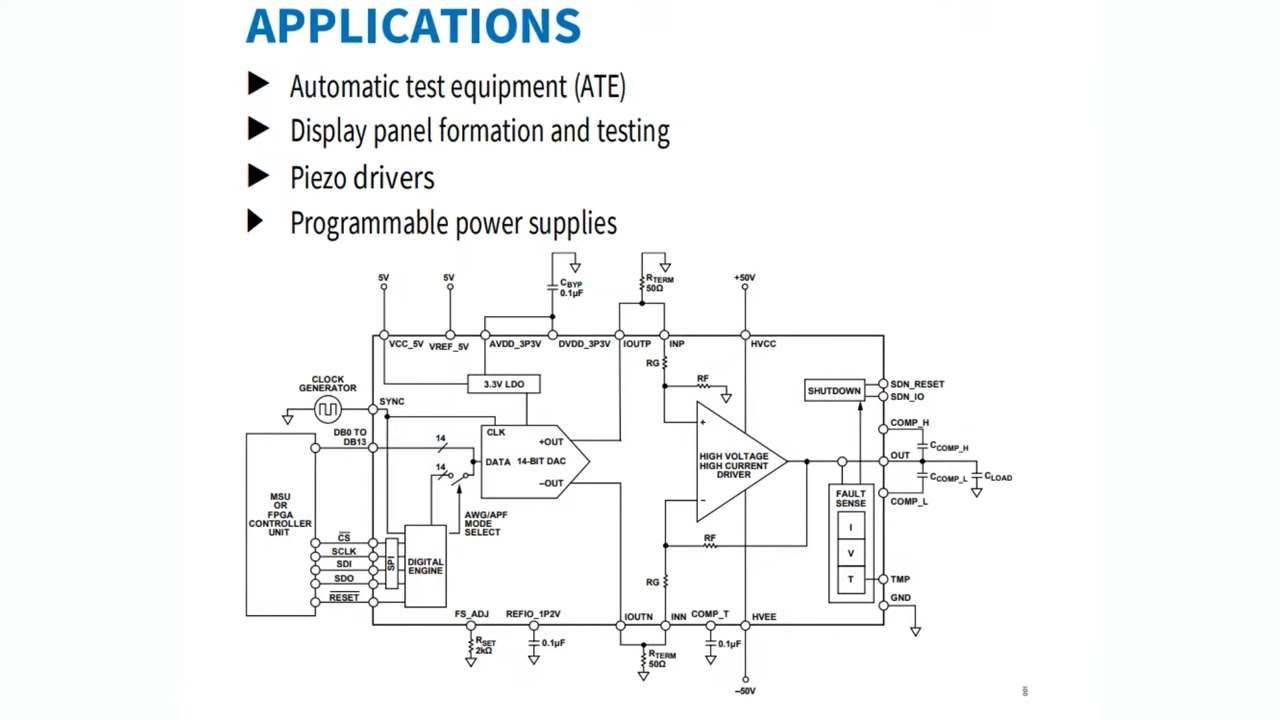 APPLICATIONS
Automatic test equipment (ATE)
Display panel formation and testing
Piezo drivers
Programmable power supplies
5V
5V
CBYP
0.1µF
RTERM
50Ω
+50V
VCC_5V
VREF_5V
AVDD_3P3V
DVDD_3P3V
IOUTP
INP
HVCC
RG
RF
3.3V LDO
SHUTDOWN
SDN_RESET
SDN_IO
CLOCK
GENERATOR
SYNC
DB0 TO
DB13
14
CLK
+OUT
DATA
14-BIT DAC
–OUT
14
+
HIGH VOLTAGE
HIGH CURRENT
DRIVER
–
COMP_H
CCOMP_H
OUT
CCOMP_L
CLOAD
COMP_L
FAULT
SENSE
I
V
T
MSU
OR
FPGA
CONTROLLER
UNIT
AWG/APF
MODE
SELECT
CS
SCLK
SDI
SDO
RESET
SPI
DIGITAL
ENGINE
RF
RG
TMP
GND
FS_ADJ
REFIO_1P2V
IOUTN
INN
COMP_T
HVEE
RSET
2kΩ
0.1µF
RTERM
50Ω
0.1µF
–50V
001